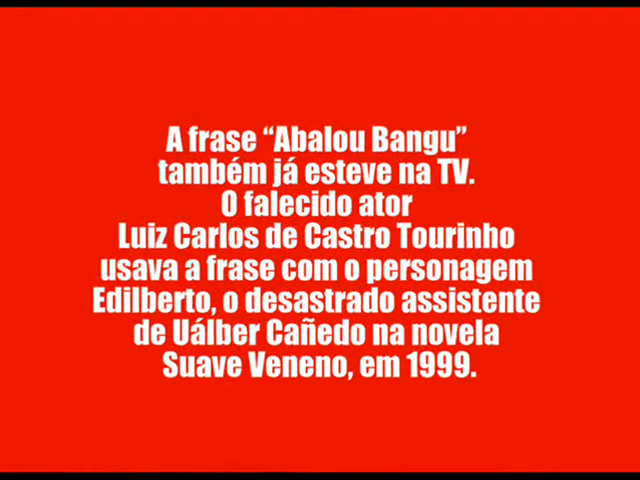 A frase “Abalou Bangu”
também já esteve na TV.
O falecido ator
Luiz Carlos de Castro Tourinho
usava a frase com o personagem
Edilberto, o desastrado assistente
de Uálber Cañedo na novela
Suave Veneno, em 1999.